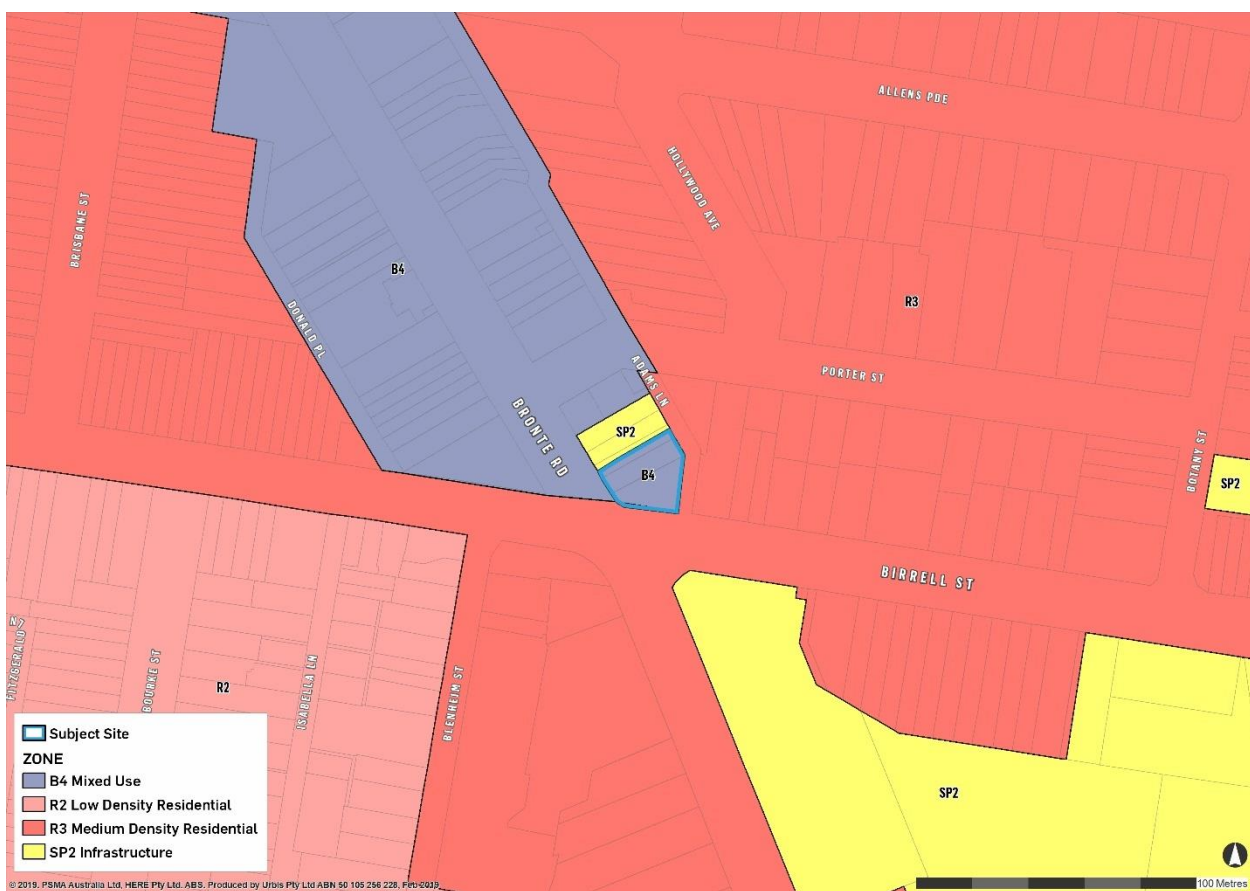 ALLENS PDE
HOLLYWOOD AVE
BRISBANE ST
B4
R3
DONALD PL
ADAMS LN
PORTER ST
BRONTE RD
SP2
B4
BOTANY ST
SP2
BIRRELL ST
FITZGERALD
BOURKE ST
ISABELLA LN
R2
BLENHEIM ST
SP2
Subject Site
ZONE
B4 Mixed Use
R2 Low Density Residential
R3 Medium Density Residential
SP2 Infrastructure
© 2019. PSMA Australia Ltd, HERE Pty Ltd. ABS. Produced by Urbis Pty Ltd ABN 50 105 256 228, Feb 2019
100 Metres